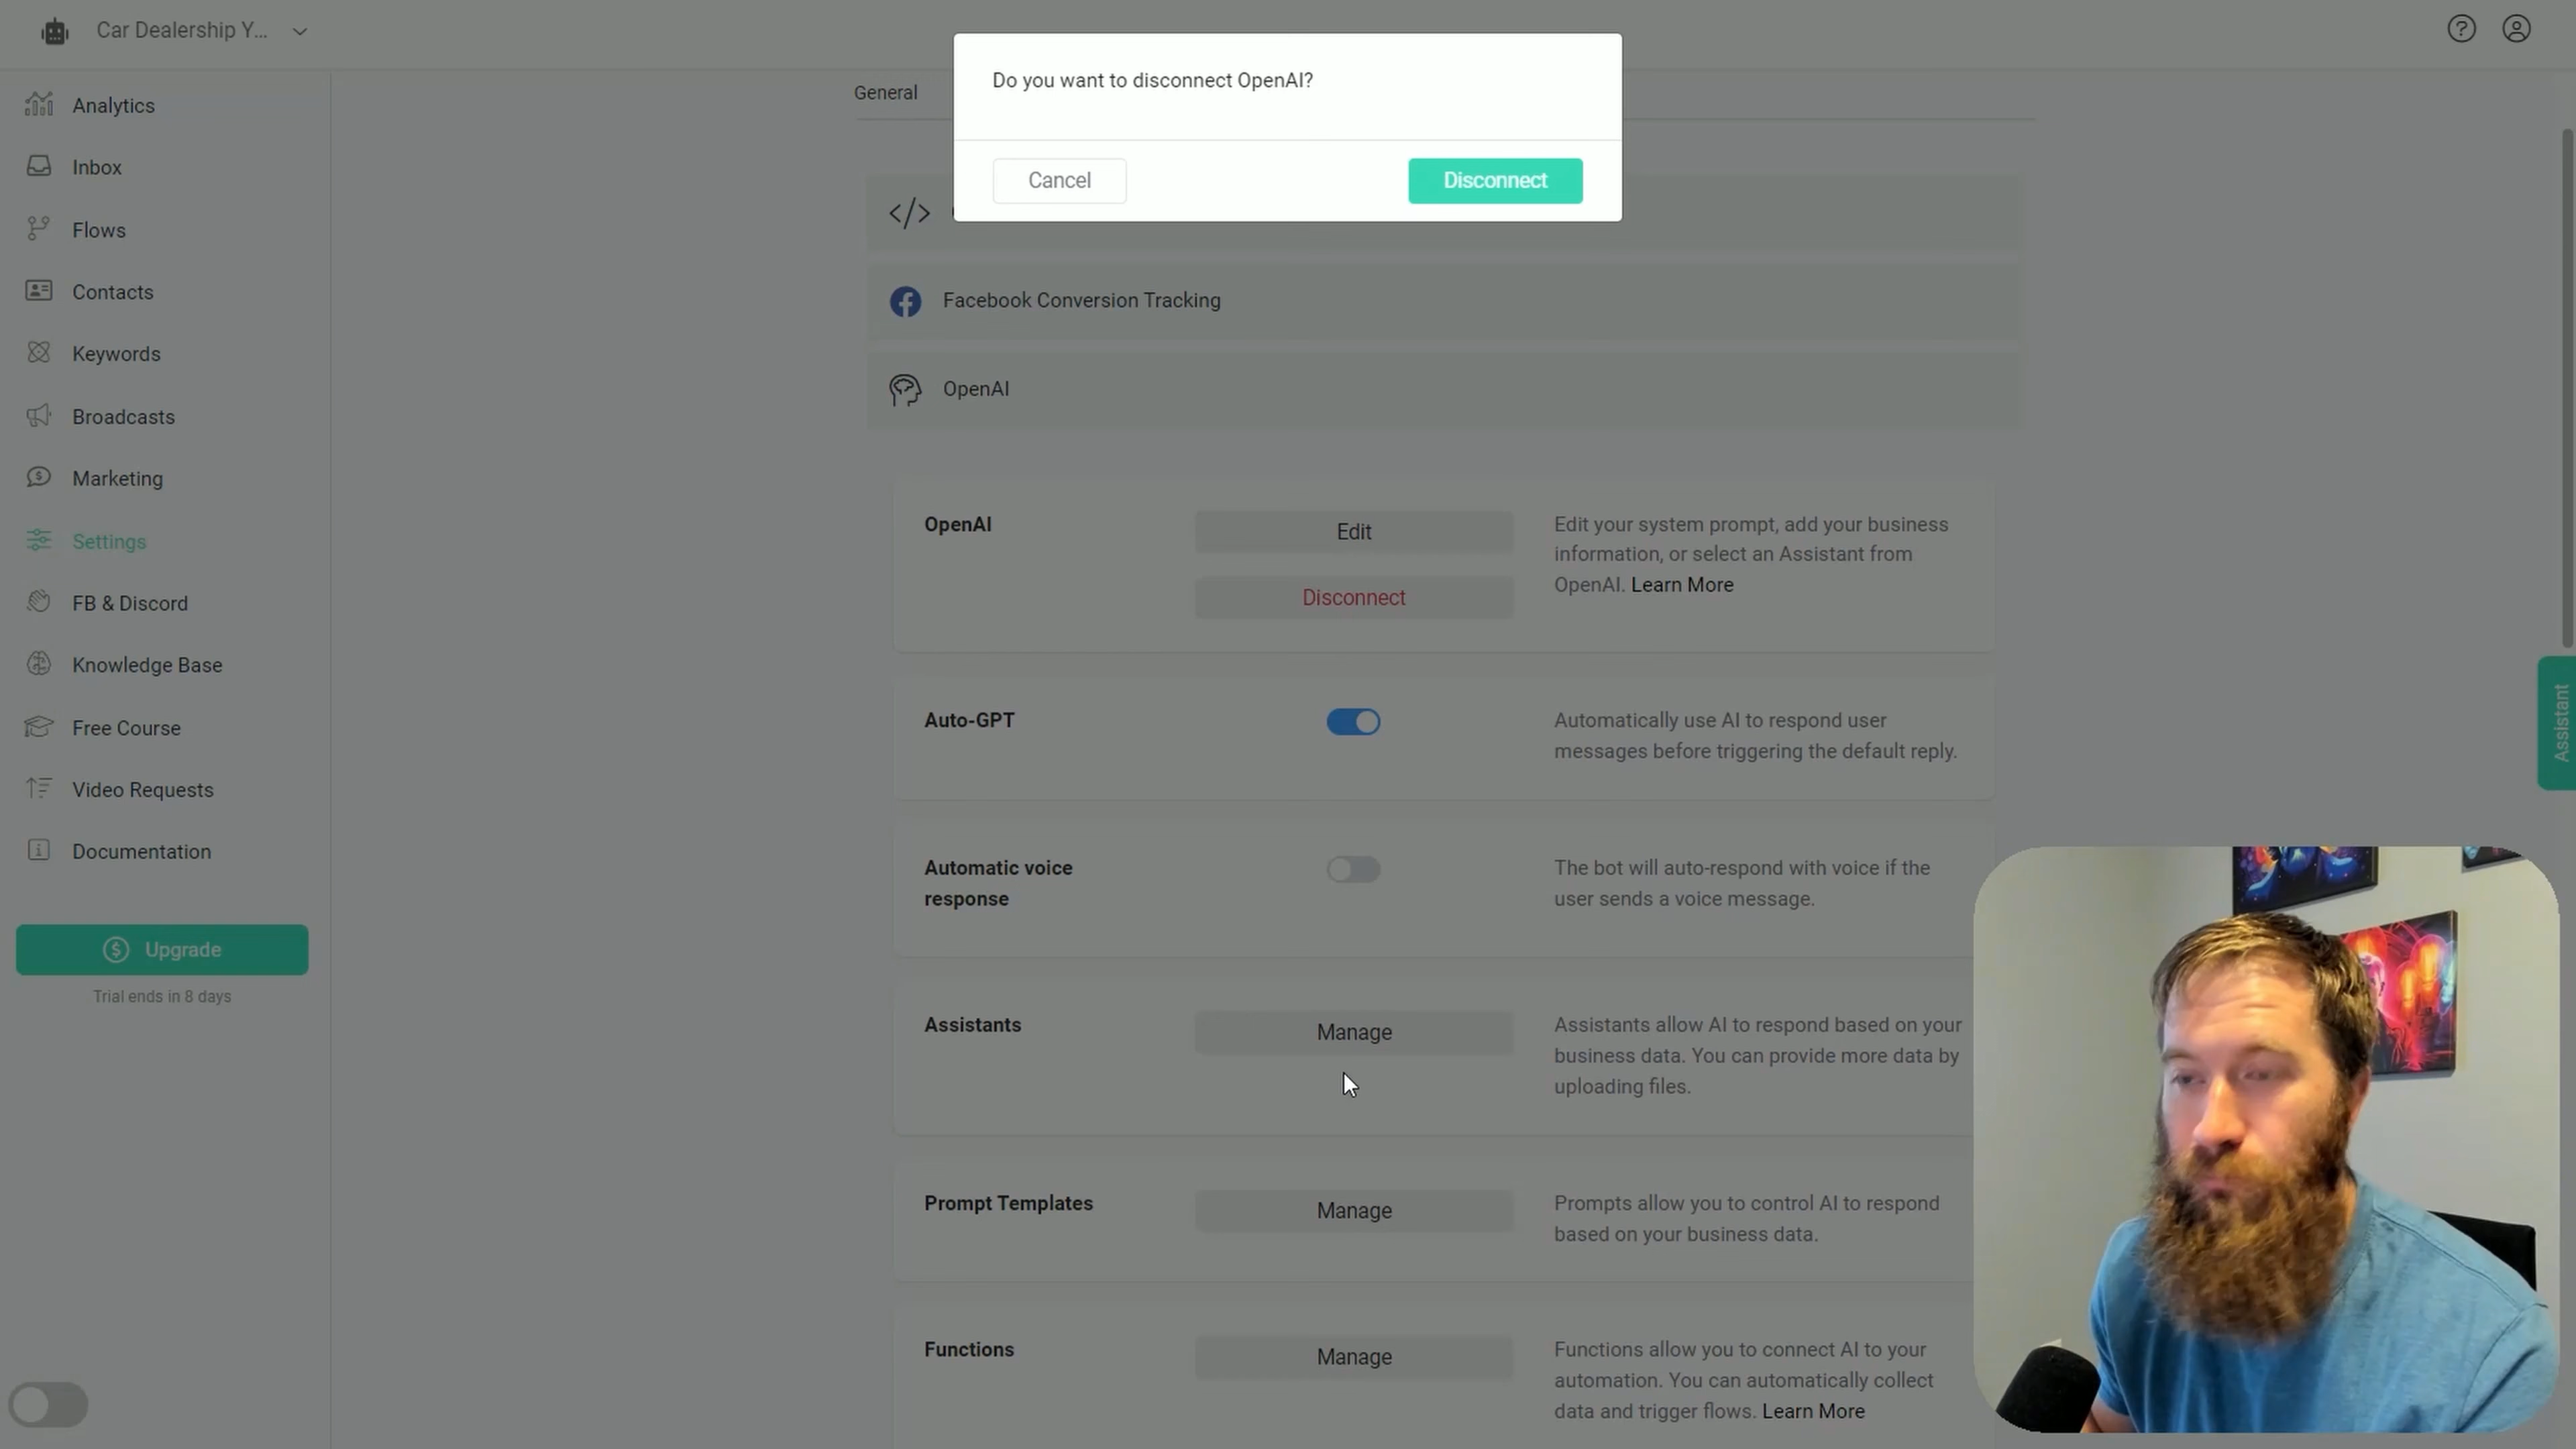 Car Dealership Y...
Analytics
Inbox
Flows
Contacts
Keywords
Broadcasts
Marketing
Settings
FB & Discord
Knowledge Base
Free Course
Video Requests
Documentation
Upgrade
Trial ends in 8 days
General
Do you want to disconnect OpenAI?
Cancel
Disconnect
Facebook Conversion Tracking
OpenAI
OpenAI
Edit
Disconnect
Edit your system prompt, add your business
information, or select an Assistant from
OpenAI. Learn More
Auto-GPT
Automatically use AI to respond user
messages before triggering the default reply.
Automatic voice
response
The bot will auto-respond with voice if the
user sends a voice message.
Assistants
Manage
Assistants allow AI to respond based on your
business data. You can provide more data by
uploading files.
Prompt Templates
Manage
Prompts allow you to control AI to respond
based on your business data.
Functions
Manage
Functions allow you to connect AI to your
automation. You can automatically collect
data and trigger flows. Learn More
Assistant